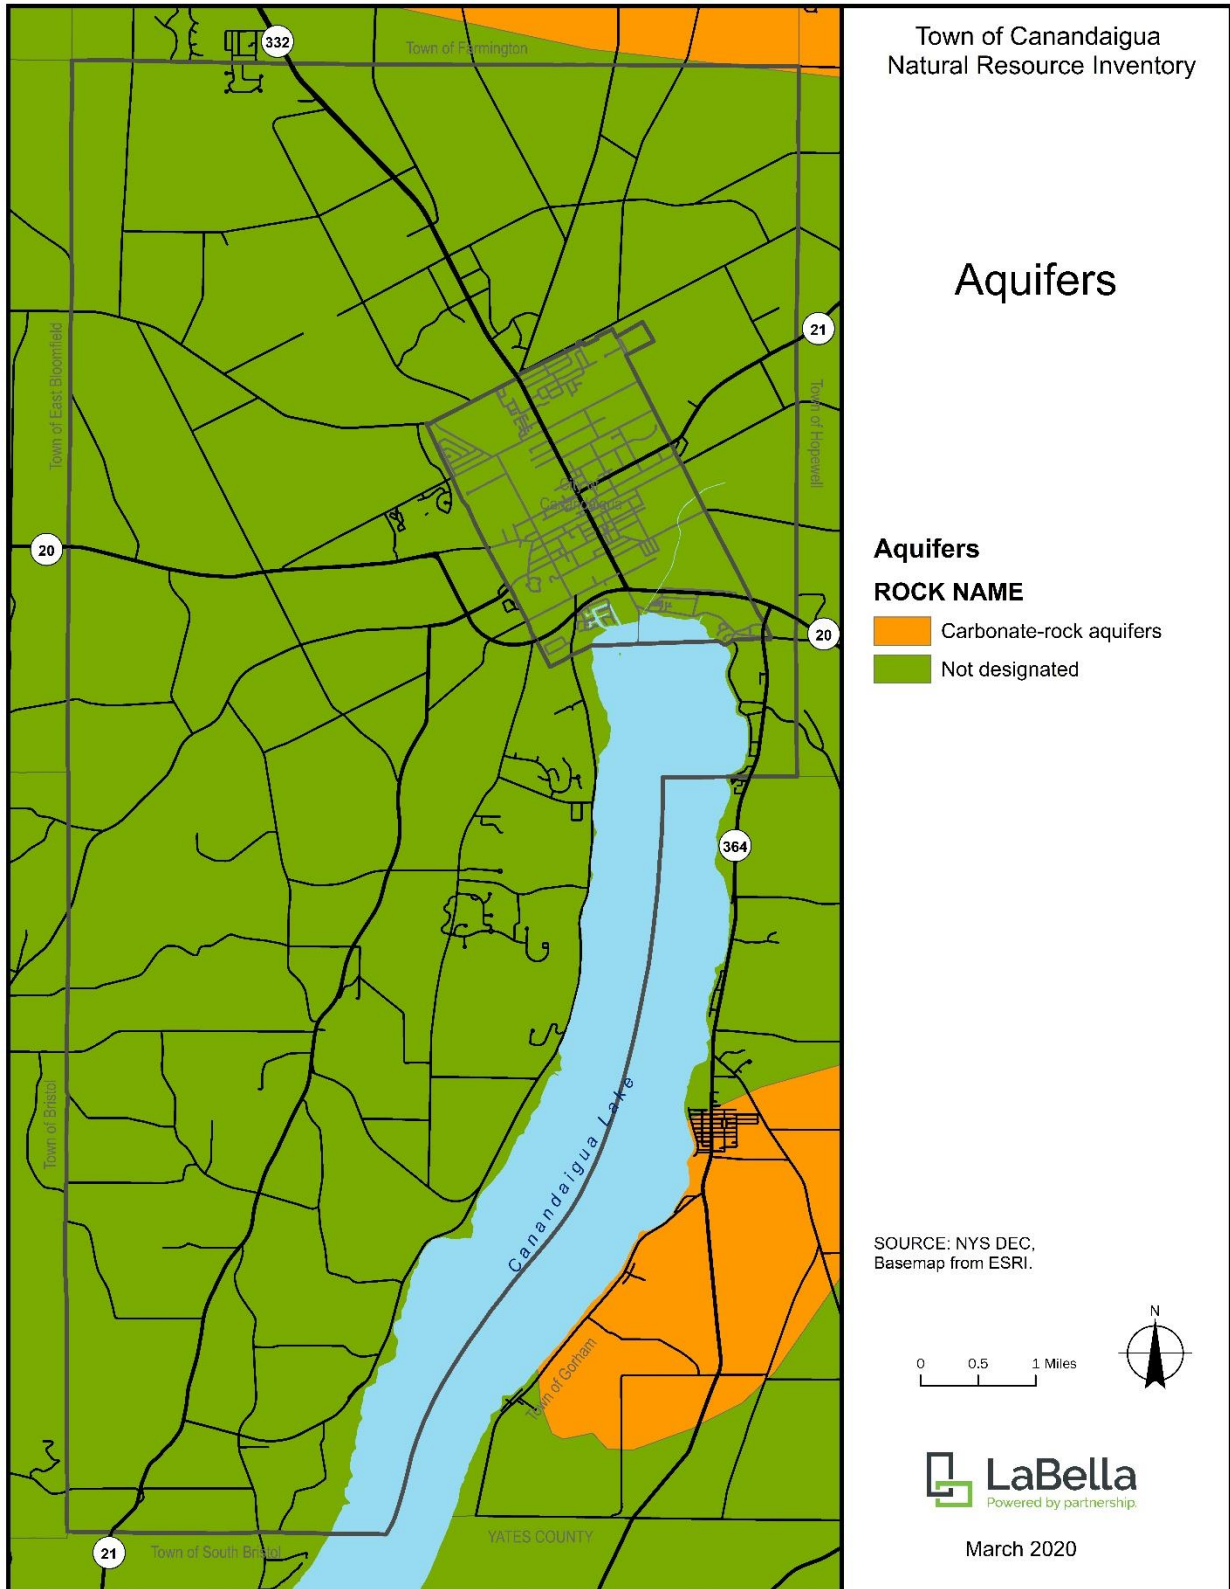 Town of Canandaigua
Natural Resource Inventory
Aquifers
Aquifers
ROCK NAME
Carbonate-rock aquifers
Not designated
SOURCE: NYS DEC,
Basemap from ESRI.
N
0 0.5 1 Miles
LaBella
Powered by partnership.
March 2020
332
Town of Farmington
21
Town of East Bloomfield
Town of Hopewell
City of
Canandaigua
20
20
364
Town of Bristol
Canandaigua Lake
Town of Gorham
YATES COUNTY
21
Town of South Bristol